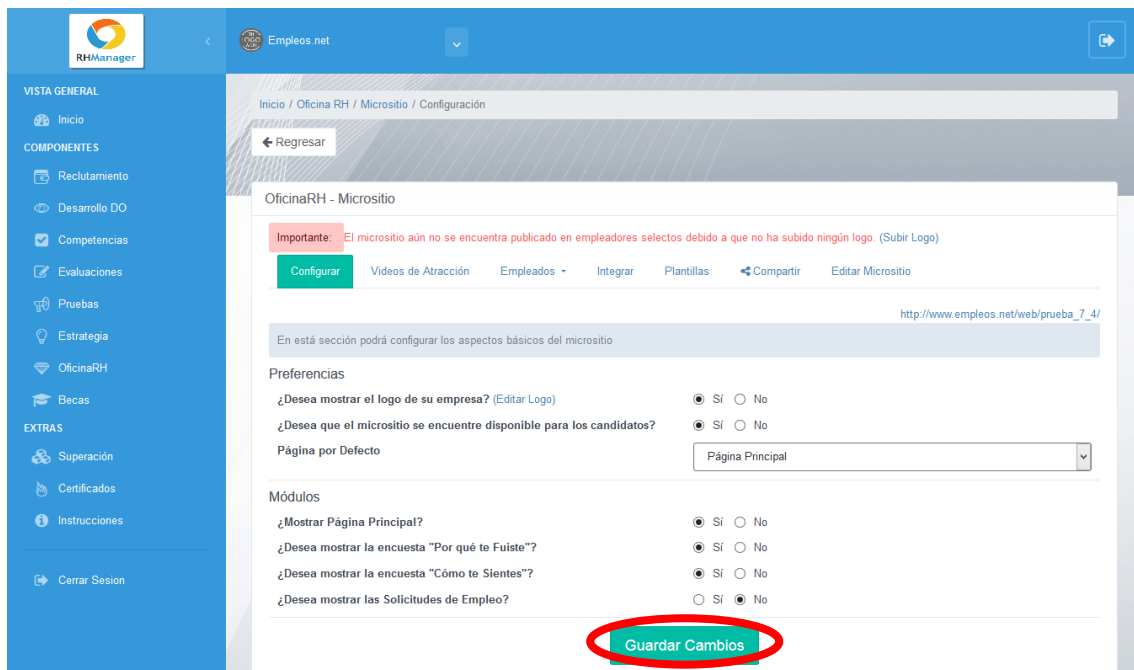 RHManager
Empleos.net
VISTA GENERAL
Inicio
COMPONENTES
Reclutamiento
Desarrollo DO
Competencias
Evaluaciones
Pruebas
Estrategia
OficinaRH
Becas
EXTRAS
Superación
Certificados
Instrucciones
Cerrar Sesion
Inicio / Oficina RH / Micrositio / Configuración
Regresar
OficinaRH - Micrositio
Importante: El micrositio aún no se encuentra publicado en empleadores selectos debido a que no ha subido ningún logo. (Subir Logo)
Configurar Videos de Atracción Empleados Integrar Plantillas Compartir Editar Micrositio
http://www.empleos.net/web/prueba_7_4/
En está sección podrá configurar los aspectos básicos del micrositio
Preferencias
¿Desea mostrar el logo de su empresa? (Editar Logo) Sí No
¿Desea que el micrositio se encuentre disponible para los candidatos? Sí No
Página por Defecto Página Principal
Módulos
¿Mostrar Página Principal? Sí No
¿Desea mostrar la encuesta "Por qué te Fuiste"? Sí No
¿Desea mostrar la encuesta "Cómo te Sientes"? Sí No
¿Desea mostrar las Solicitudes de Empleo? Sí No
Guardar Cambios